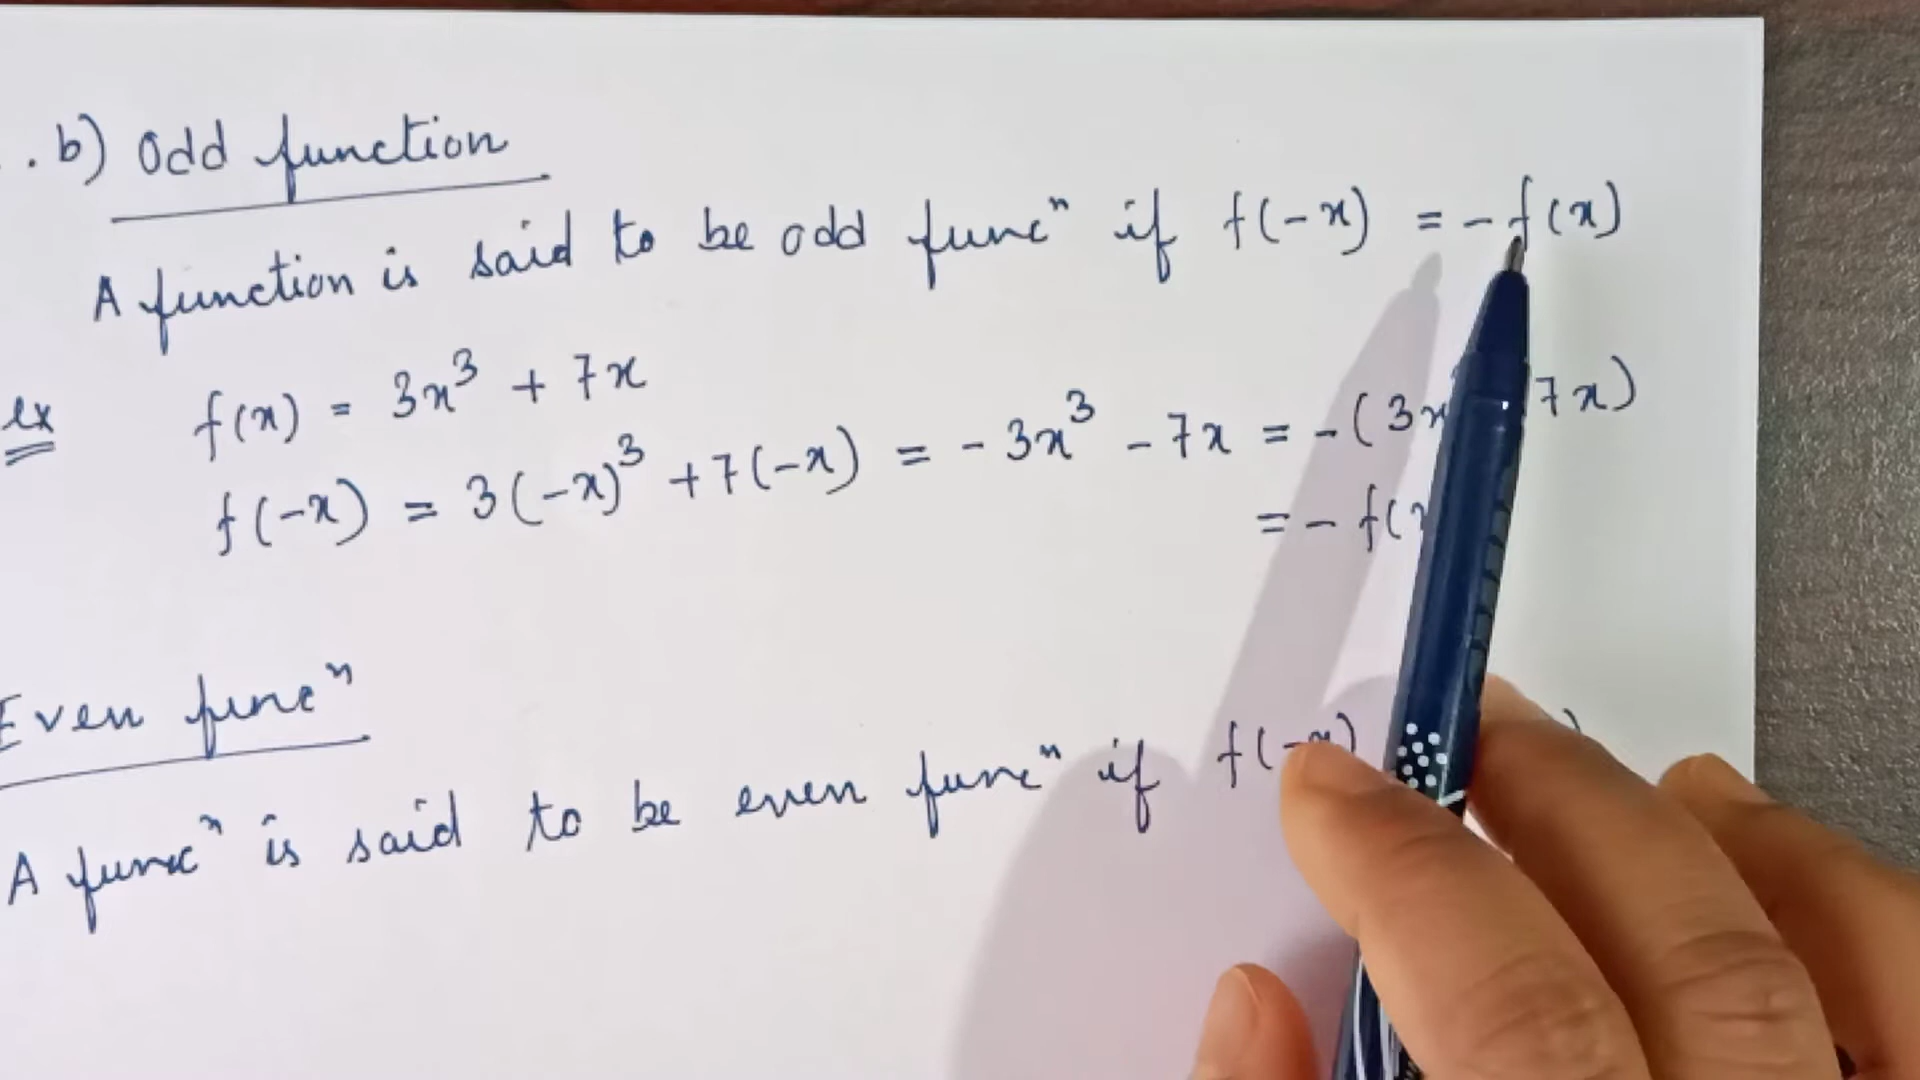 b) Odd function
A function is said to be odd funcⁿ if f(-x) = -f(x)
ex f(x) = 3x³ + 7x
f(-x) = 3(-x)³ + 7(-x) = - 3x³ - 7x = -(3x 7x)
= - f(
Even funcⁿ
A funcⁿ is said to be even funcⁿ if f(-x)